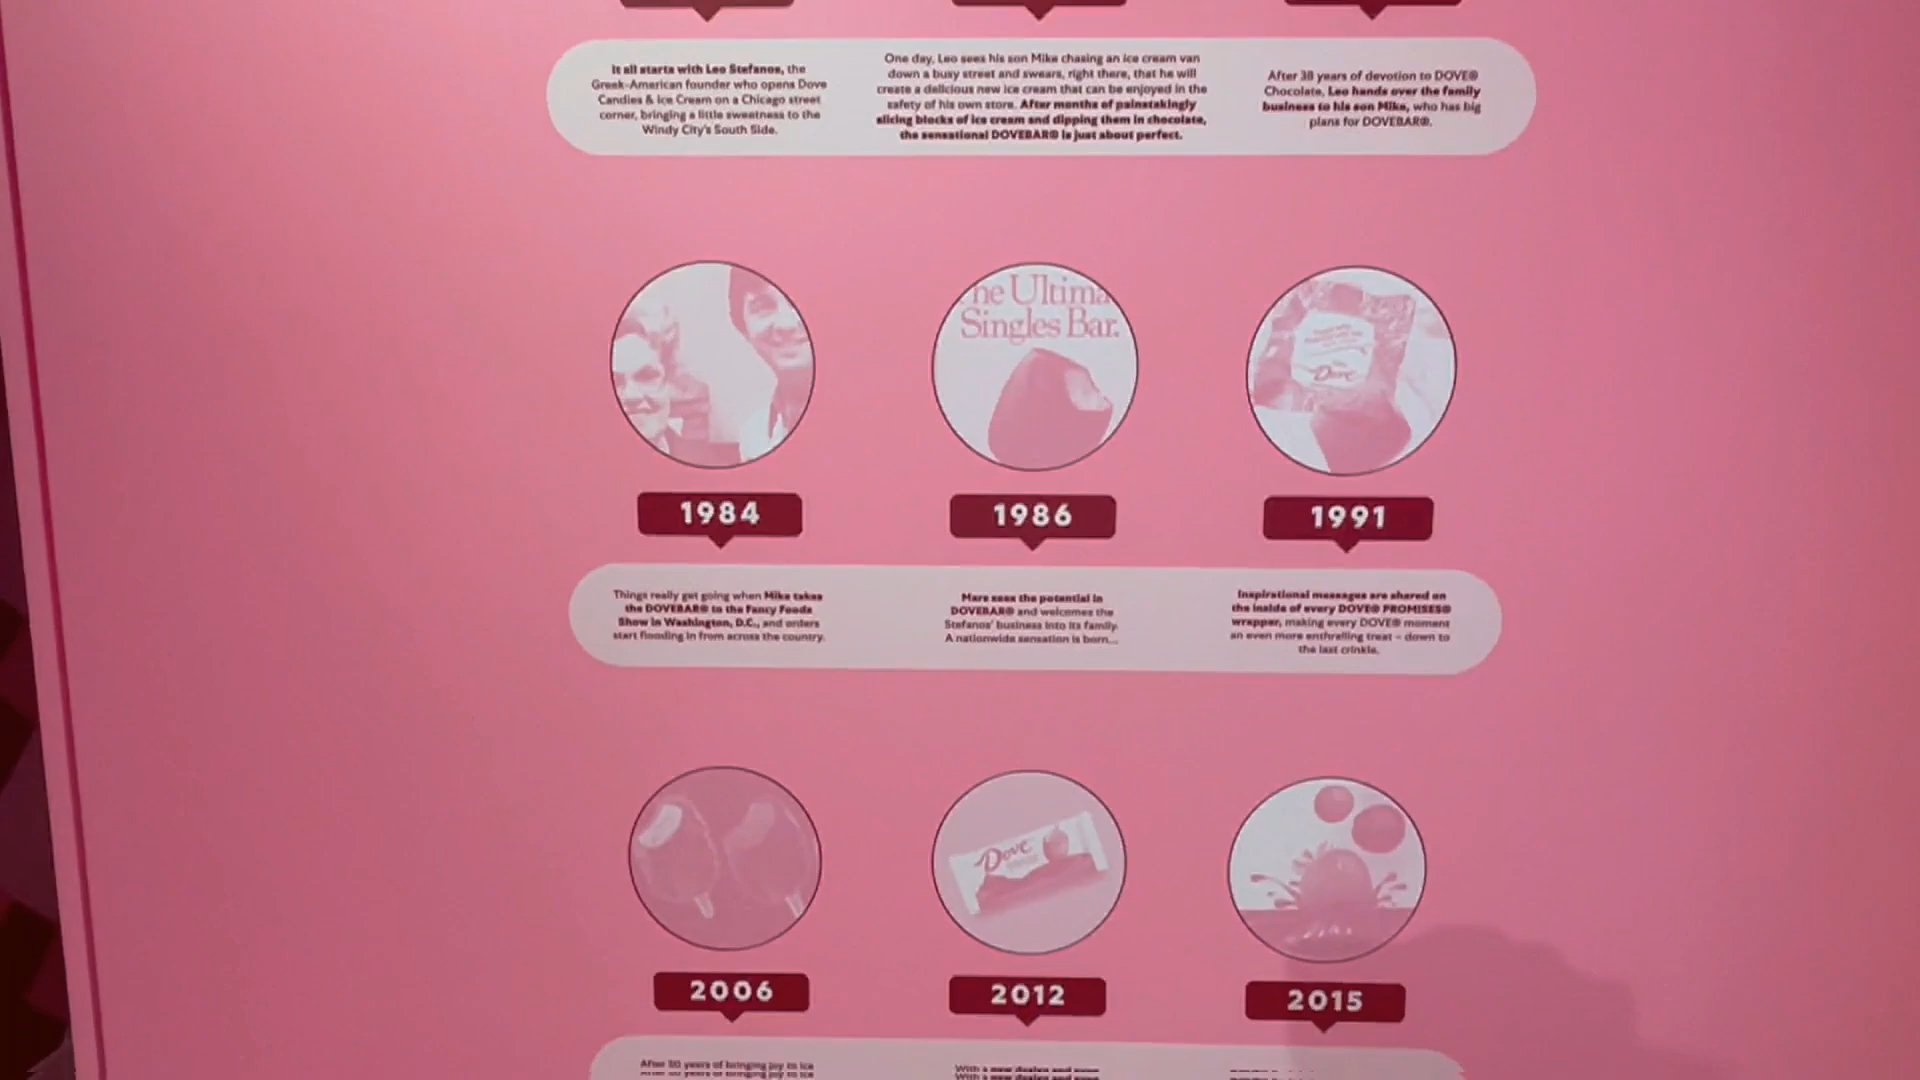 It all starts with Leo Stefanos, the
Greek-American founder who opens Dove
Candies & Ice Cream on a Chicago street
corner, bringing a little sweetness to the
Windy City's South Side.
One day, Leo sees his son Mike chasing an ice cream van
down a busy street and swears, right there, that he will
create a delicious new ice cream that can be enjoyed in the
safety of his own store. After months of painstakingly
slicing blocks of ice cream and dipping them in chocolate,
the sensational DOVEBAR® is just about perfect.
After 38 years of devotion to DOVE®
Chocolate, Leo hands over the family
business to his son Mike, who has big
plans for DOVEBAR®.
he Ultima
Singles Bar.
Dove
1984
1986
1991
Things really get going when Mike takes
the DOVEBAR® to the Fancy Foods
Show in Washington, D.C., and orders
start flooding in from across the country.
Mars sees the potential in
DOVEBAR® and welcomes the
Stefanos' business into its family.
A nationwide sensation is born...
Inspirational messages are shared on
the inside of every DOVE® PROMISES®
wrapper, making every DOVE® moment
an even more enthralling treat – down to
the last crinkle.
Dove
2006
2012
2015
of bringing joy to ice
With a new design and